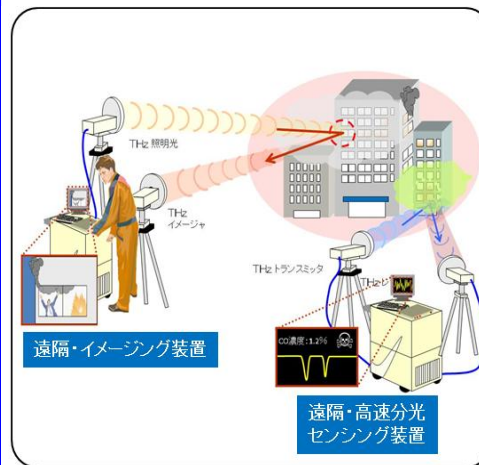 THz 照明光
THz
イメージャ
THz トランスミッタ
遠隔・イメージング装置
CO濃度:1.2%
遠隔・高速分光
センシング装置